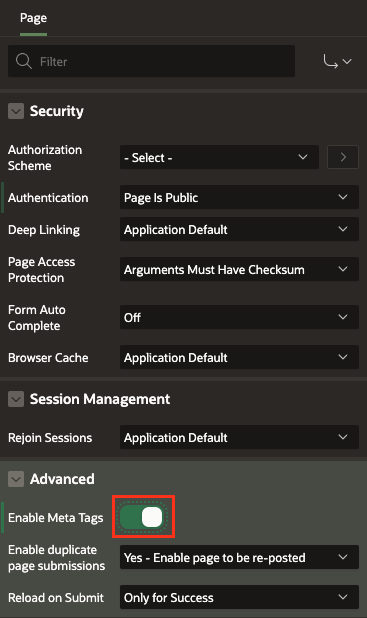 Page
Filter
Security
Authorization
Scheme
- Select -
Authentication
Page Is Public
Deep Linking
Application Default
Page Access
Protection
Arguments Must Have Checksum
Form Auto
Complete
Off
Browser Cache
Application Default
Session Management
Rejoin Sessions
Application Default
Advanced
Enable Meta Tags
Enable duplicate
page submissions
Yes - Enable page to be re-posted
Reload on Submit
Only for Success